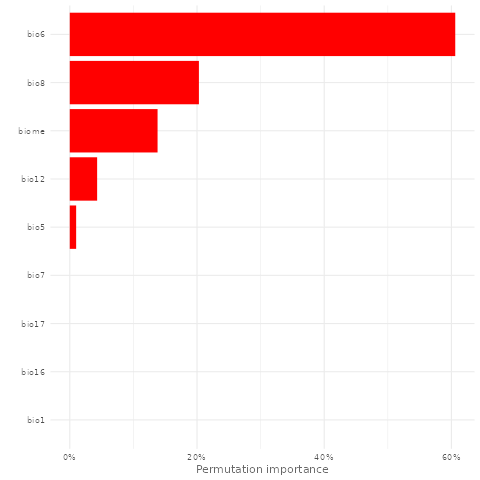 bio6
bio8
biome
bio12
bio5
bio7
bio17
bio16
bio1
0%
20%
40%
60%
Permutation importance